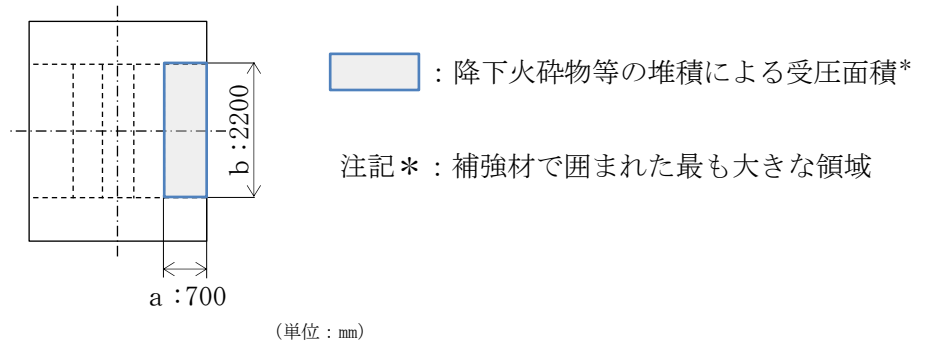 ：降下火砕物等の堆積による受圧面積*
b：2200
注記＊：補強材で囲まれた最も大きな領域
a：700
(単位：mm)